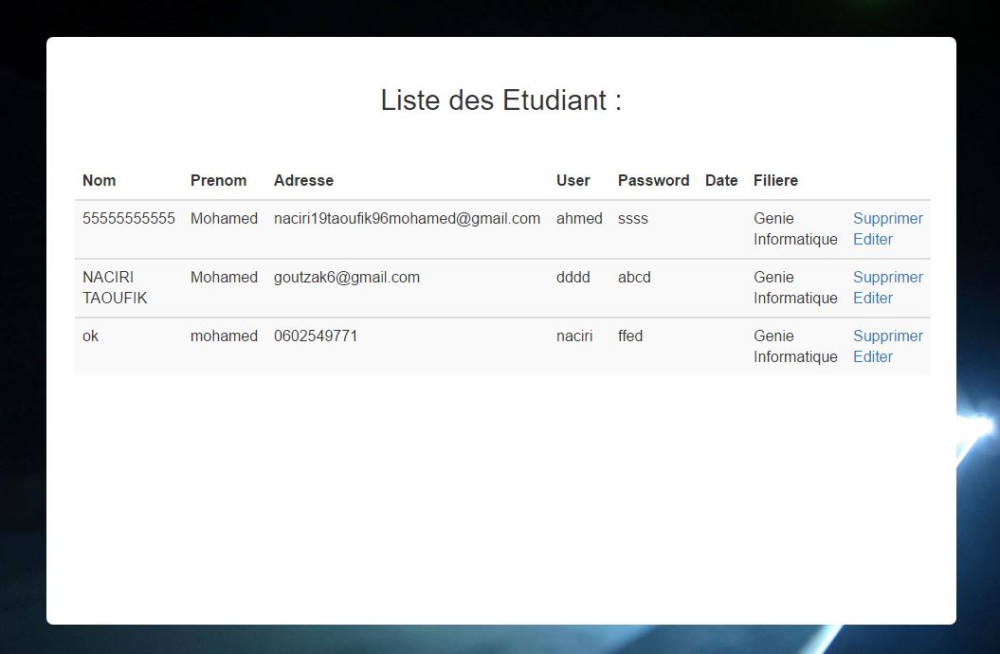 Liste des Etudiant :
Nom Prenom Adresse User Password Date Filiere
55555555555 Mohamed naciri19taoufik96mohamed@gmail.com ahmed ssss Genie Supprimer
Informatique Editer
NACIRI Mohamed goutzak6@gmail.com dddd abcd Genie Supprimer
TAOUFIK Informatique Editer
ok mohamed 0602549771 naciri ffed Genie Supprimer
Informatique Editer